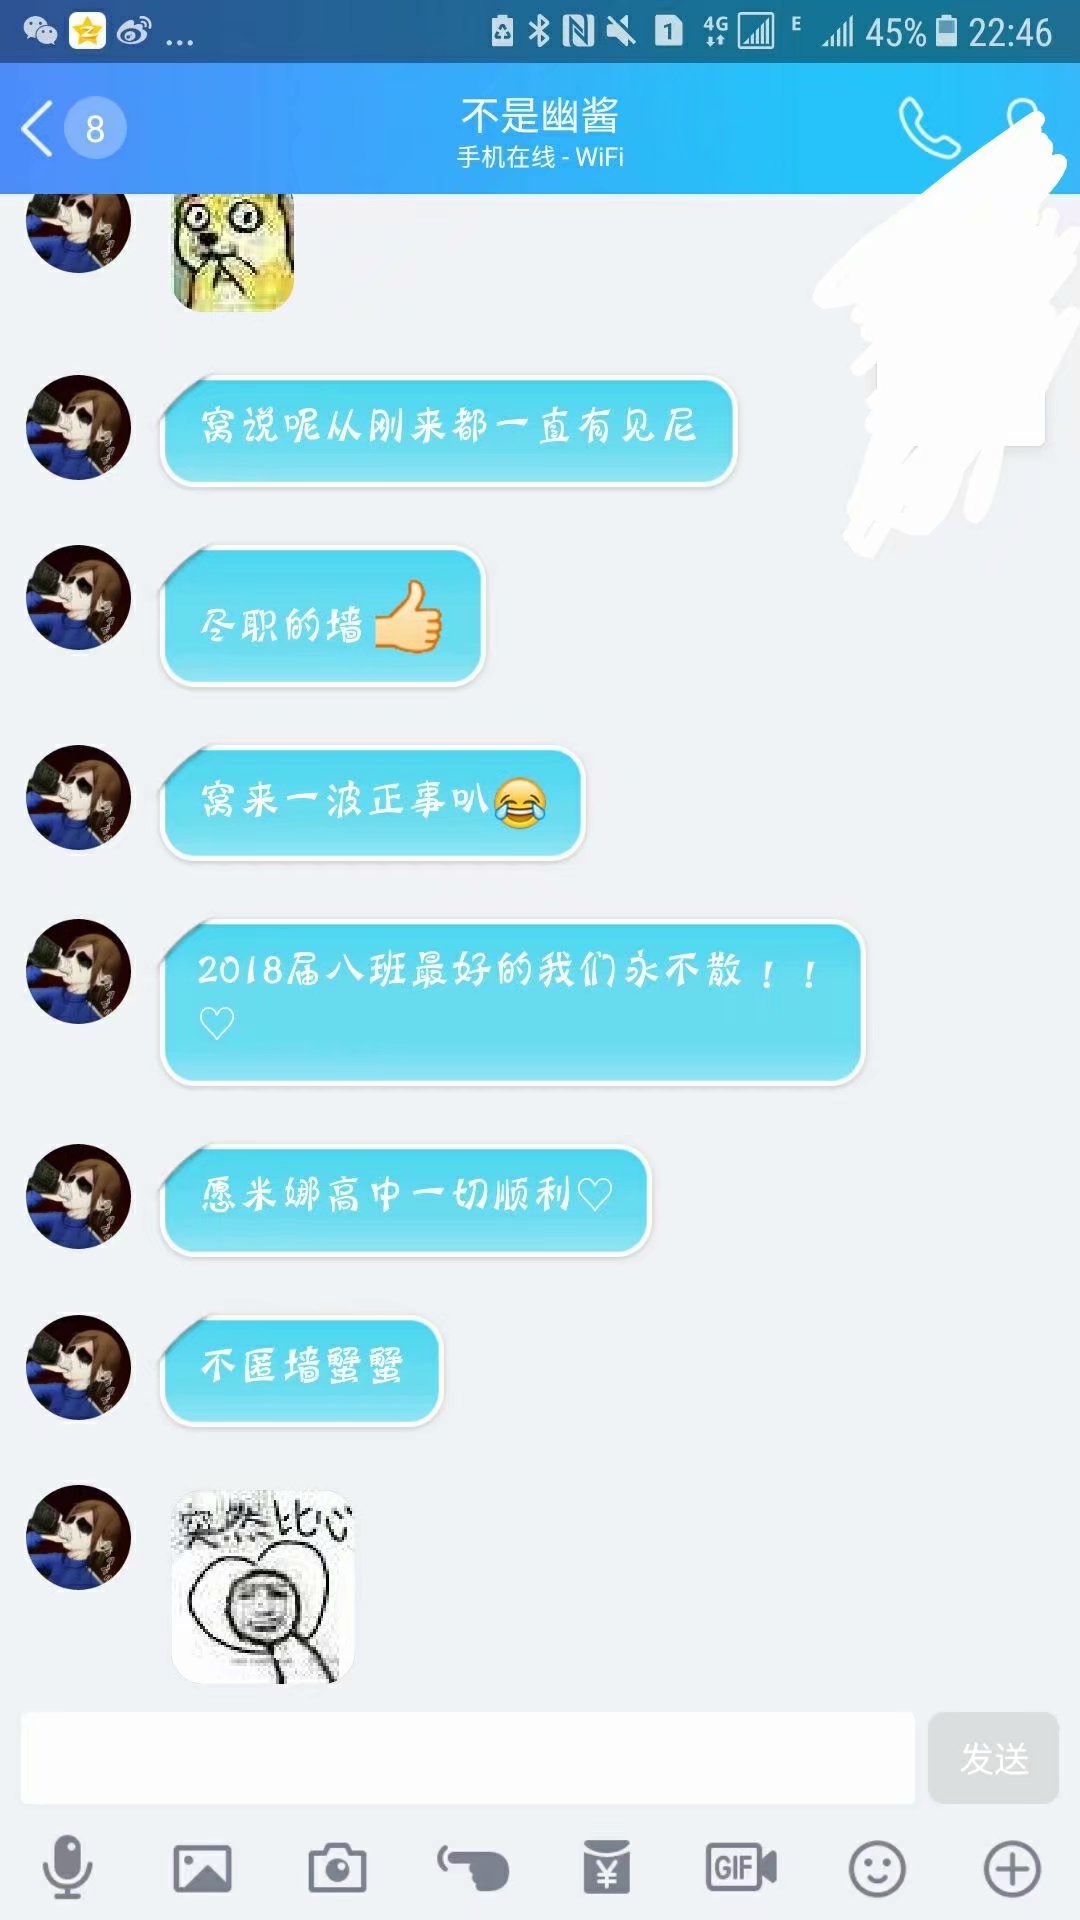 ... 1 4G E 45% 22:46
8
不是幽酱
手机在线 - WiFi
窝说呢从刚来都一直有见尼
尽职的墙👍
窝来一波正事叭😂
2018届八班最好的我们永不散！！
♡
愿米娜高中一切顺利♡
不匿墙蟹蟹
突然比心
发送
¥
GIF